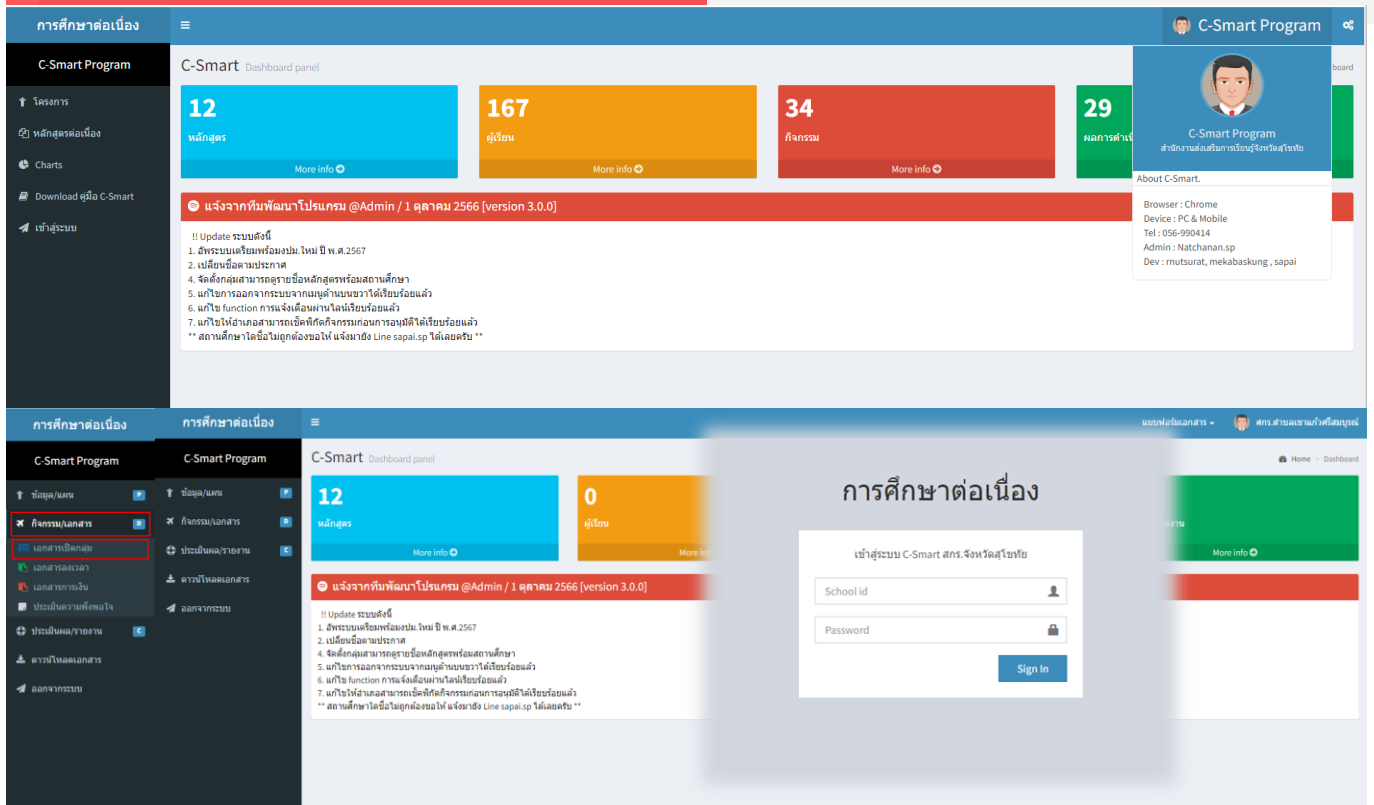 การศึกษาต่อเนื่อง
C-Smart Program
C-Smart Program
โครงการ
หลักสูตรต่อเนื่อง
Charts
Download คู่มือ C-Smart
เข้าสู่ระบบ
C-Smart Dashboard panel
board
12
หลักสูตร
More info
167
ผู้เรียน
More info
34
กิจกรรม
More info
29
ผลการดำเนิ
C-Smart Program
สำนักงานส่งเสริมการเรียนรู้จังหวัดสุโขทัย
About C-Smart.
Browser : Chrome
Device : PC & Mobile
Tel : 056-990414
Admin : Natchanan.sp
Dev : rnutsurat, mekabaskung , sapai
แจ้งจากทีมพัฒนาโปรแกรม @Admin / 1 ตุลาคม 2566 [version 3.0.0]
!! Update ระบบดังนี้
1. อัพระบบเตรียมพร้อมงปม.ใหม่ ปี พ.ศ.2567
2. เปลี่ยนชื่อตามประกาศ
4. จัดตั้งกลุ่มสามารถดูรายชื่อหลักสูตรพร้อมสถานศึกษา
5. แก้ไขการออกจากระบบจากเมนูด้านบนขวาได้เรียบร้อยแล้ว
6. แก้ไข function การแจ้งเตือนผ่านไลน์เรียบร้อยแล้ว
7. แก้ไขให้อำเภอสามารถเช็คพิกัดกิจกรรมก่อนการอนุมัติได้เรียบร้อยแล้ว
** สถานศึกษาใดชื่อไม่ถูกต้องขอให้ แจ้งมายัง Line sapai.sp ได้เลยครับ **
การศึกษาต่อเนื่อง
C-Smart Program
ข้อมูล/แผน P
กิจกรรม/เอกสาร D
เอกสารเปิดกลุ่ม
เอกสารลงเวลา
เอกสารการเงิน
ประเมินความพึงพอใจ
ประเมินผล/รายงาน C
ดาวน์โหลดเอกสาร
ออกจากระบบ
การศึกษาต่อเนื่อง
C-Smart Program
ข้อมูล/แผน P
กิจกรรม/เอกสาร D
ประเมินผล/รายงาน C
ดาวน์โหลดเอกสาร
ออกจากระบบ
แบบฟอร์มเอกสาร
สกร.ตำบลเขาแก้วศรีสมบูรณ์
C-Smart Dashboard panel
Home > Dashboard
12
หลักสูตร
More info
0
ผู้เรียน
More info
งาน
More info
แจ้งจากทีมพัฒนาโปรแกรม @Admin / 1 ตุลาคม 2566 [version 3.0.0]
!! Update ระบบดังนี้
1. อัพระบบเตรียมพร้อมงปม.ใหม่ ปี พ.ศ.2567
2. เปลี่ยนชื่อตามประกาศ
4. จัดตั้งกลุ่มสามารถดูรายชื่อหลักสูตรพร้อมสถานศึกษา
5. แก้ไขการออกจากระบบจากเมนูด้านบนขวาได้เรียบร้อยแล้ว
6. แก้ไข function การแจ้งเตือนผ่านไลน์เรียบร้อยแล้ว
7. แก้ไขให้อำเภอสามารถเช็คพิกัดกิจกรรมก่อนการอนุมัติได้เรียบร้อยแล้ว
** สถานศึกษาใดชื่อไม่ถูกต้องขอให้ แจ้งมายัง Line sapai.sp ได้เลยครับ **
การศึกษาต่อเนื่อง
เข้าสู่ระบบ C-Smart สกร.จังหวัดสุโขทัย
School id
Password
Sign In